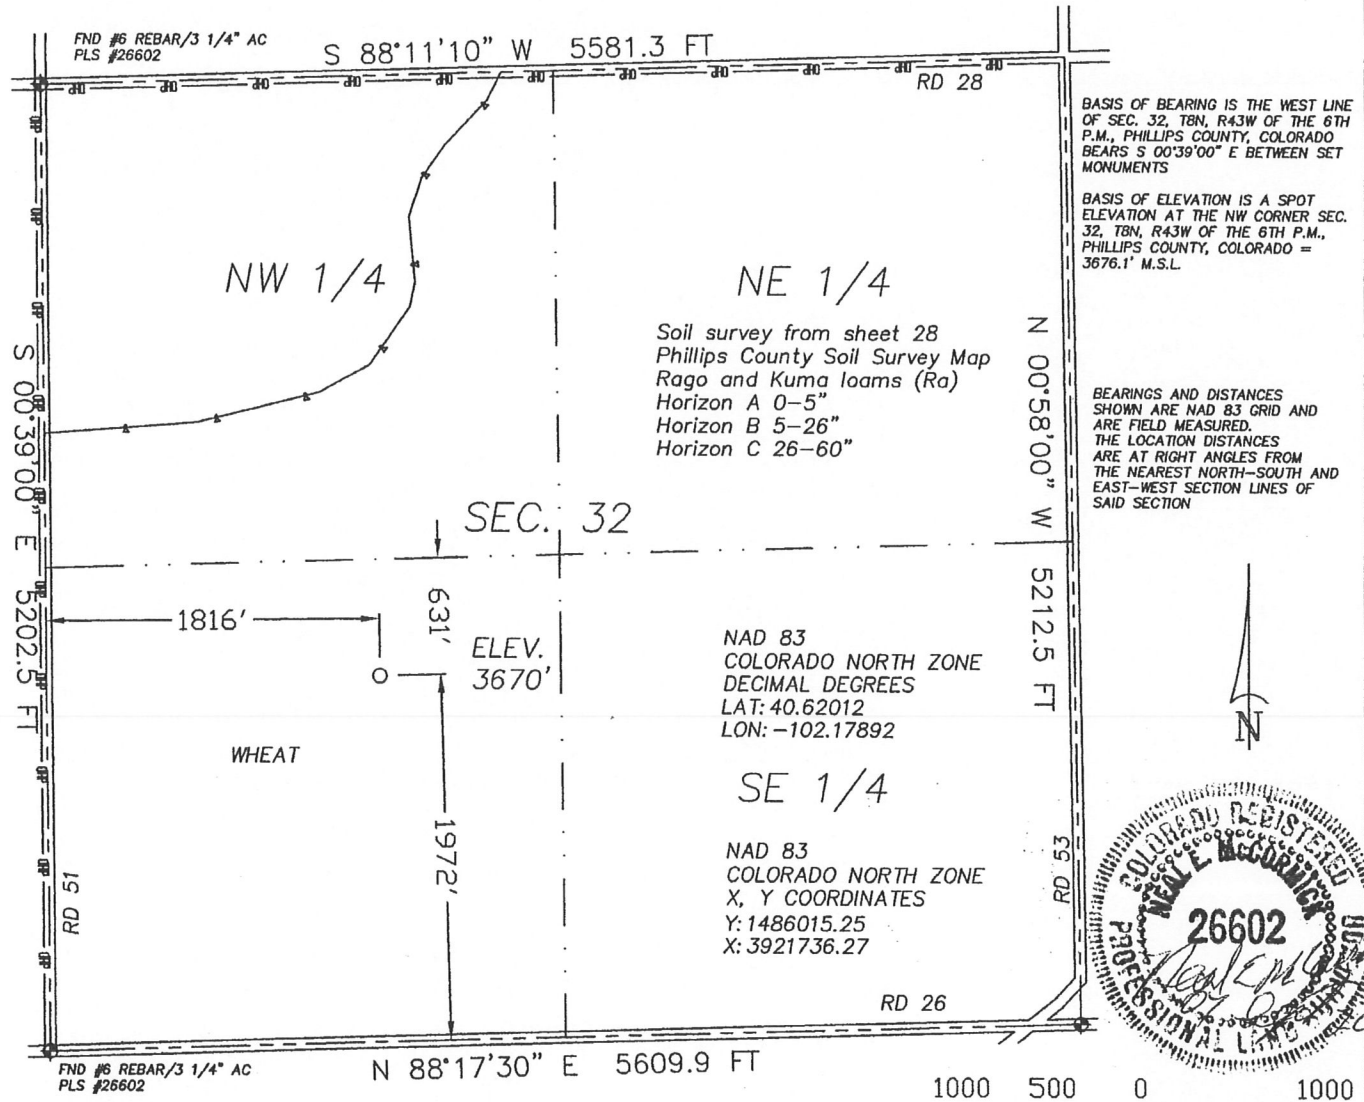 FND #6 REBAR/3 1/4" AC
PLS #26602
S 88°11'10" W 5581.3 FT
RD 28
BASIS OF BEARING IS THE WEST LINE
OF SEC. 32, T8N, R43W OF THE 6TH
P.M., PHILLIPS COUNTY, COLORADO
BEARS S 00°39'00" E BETWEEN SET
MONUMENTS
BASIS OF ELEVATION IS A SPOT
ELEVATION AT THE NW CORNER SEC.
32, T8N, R43W OF THE 6TH P.M.,
PHILLIPS COUNTY, COLORADO =
3676.1' M.S.L.
NW 1/4
NE 1/4
Soil survey from sheet 28
Phillips County Soil Survey Map
Rago and Kuma loams (Ra)
Horizon A 0-5"
Horizon B 5-26"
Horizon C 26-60"
S 00°39'00" E 5202.5 FT
N 00°58'00" W 5212.5 FT
BEARINGS AND DISTANCES
SHOWN ARE NAD 83 GRID AND
ARE FIELD MEASURED.
THE LOCATION DISTANCES
ARE AT RIGHT ANGLES FROM
THE NEAREST NORTH-SOUTH AND
EAST-WEST SECTION LINES OF
SAID SECTION
SEC. 32
1816'
631'
ELEV.
3670'
NAD 83
COLORADO NORTH ZONE
DECIMAL DEGREES
LAT: 40.62012
LON: -102.17892
N
WHEAT
SE 1/4
1972'
NAD 83
COLORADO NORTH ZONE
X, Y COORDINATES
Y: 1486015.25
X: 3921736.27
RD 51
RD 53
RD 26
COLORADO REGISTERED
NEAL E. McCORMICK
26602
PROFESSIONAL LAND
FND #6 REBAR/3 1/4" AC
PLS #26602
N 88°17'30" E 5609.9 FT
1000 500 0 1000